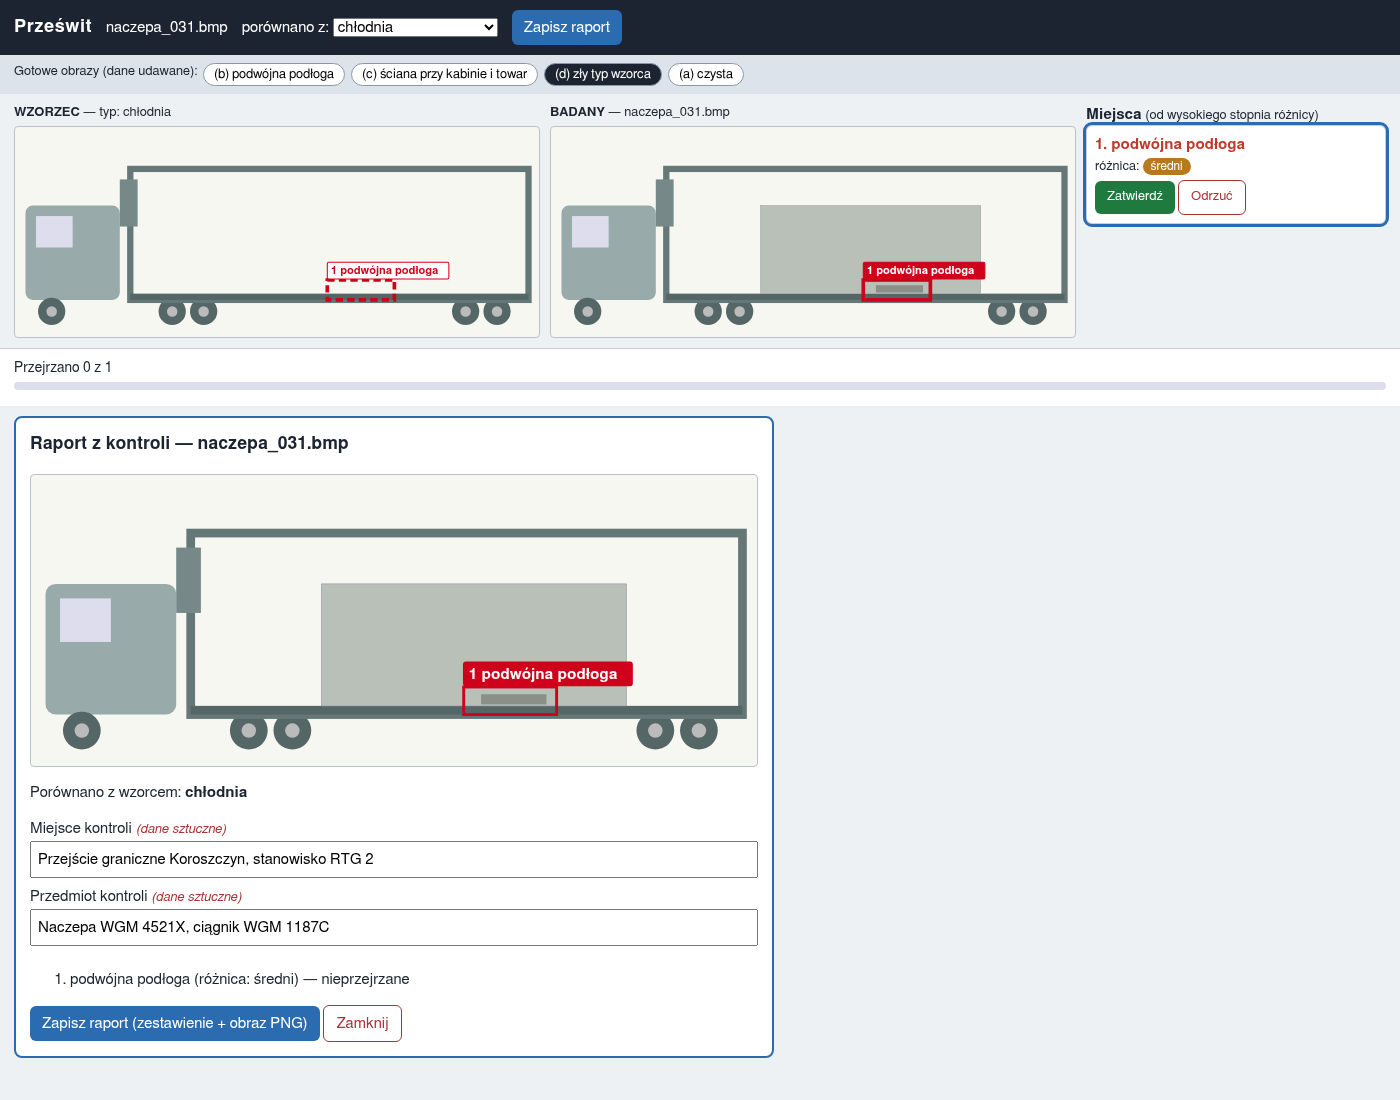 Prześwit naczepa_031.bmp porównano z: chłodnia Zapisz raport
Gotowe obrazy (dane udawane): (b) podwójna podłoga (c) ściana przy kabinie i towar (d) zły typ wzorca (a) czysta
WZORZEC — typ: chłodnia
1 podwójna podłoga
BADANY — naczepa_031.bmp
1 podwójna podłoga
Miejsca (od wysokiego stopnia różnicy)
1. podwójna podłoga
różnica: średni
Zatwierdź Odrzuć
Przejrzano 0 z 1
Raport z kontroli — naczepa_031.bmp
1 podwójna podłoga
Porównano z wzorcem: chłodnia
Miejsce kontroli (dane sztuczne)
Przejście graniczne Koroszczyn, stanowisko RTG 2
Przedmiot kontroli (dane sztuczne)
Naczepa WGM 4521X, ciągnik WGM 1187C
1. podwójna podłoga (różnica: średni) — nieprzejrzane
Zapisz raport (zestawienie + obraz PNG) Zamknij